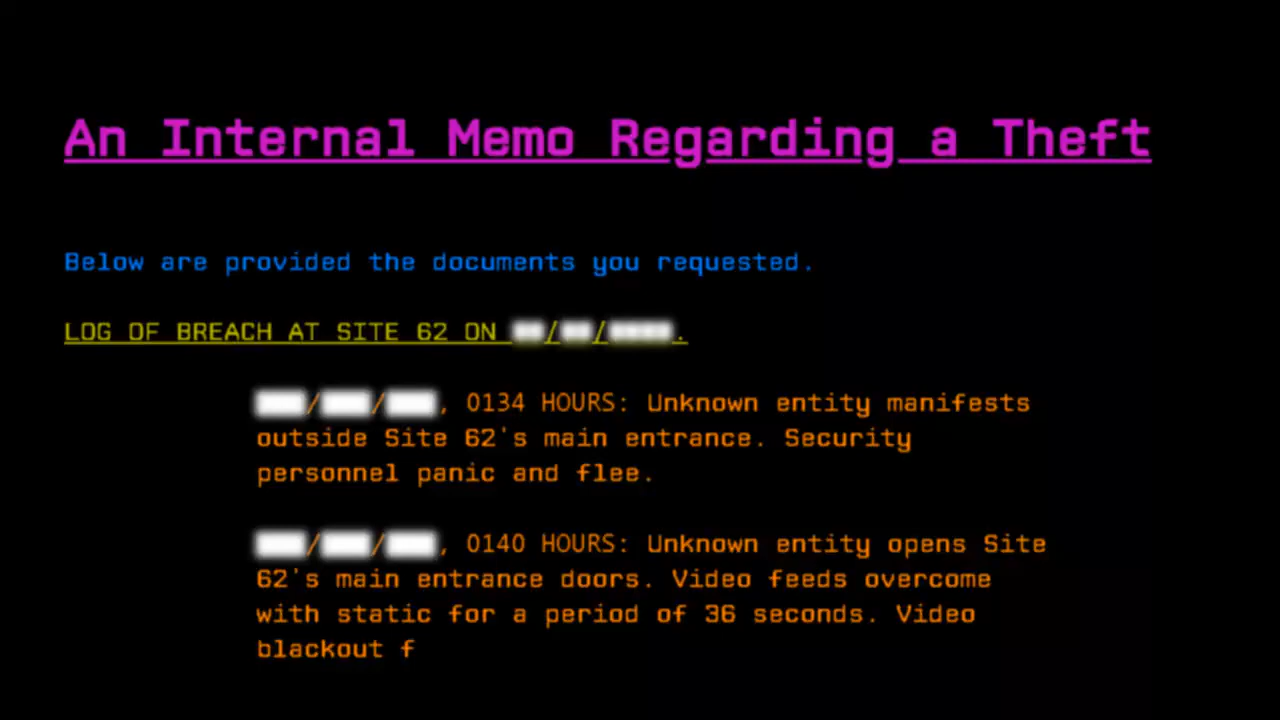 An Internal Memo Regarding a Theft
Below are provided the documents you requested.
LOG OF BREACH AT SITE 62 ON ██/██/████.
███/███/███, 0134 HOURS: Unknown entity manifests
outside Site 62's main entrance. Security
personnel panic and flee.
███/███/███, 0140 HOURS: Unknown entity opens Site
62's main entrance doors. Video feeds overcome
with static for a period of 36 seconds. Video
blackout f